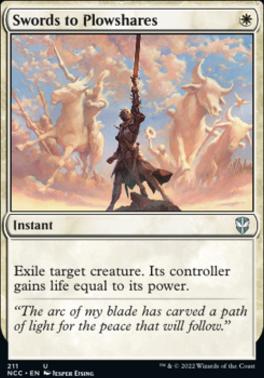 Swords to Plowshares
Instant
Exile target creature. Its controller
gains life equal to its power.
“The arc of my blade has carved a path
of light for the peace that will follow.”
211 U
NCC • EN Jesper Ejsing ™ & © 2022 Wizards of the Coast